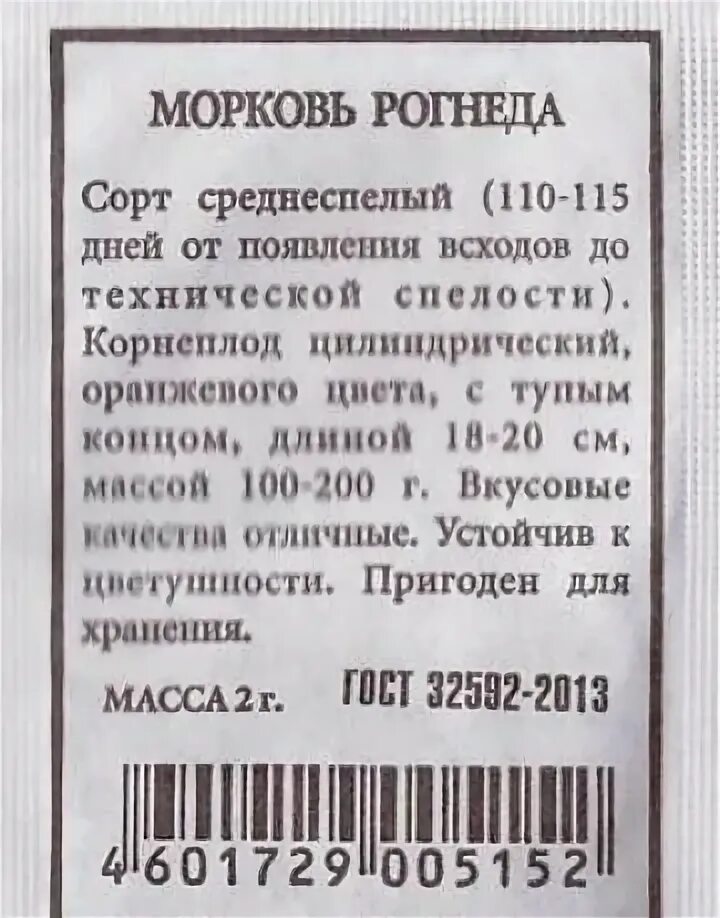 МОРКОВЬ РОГНЕДА
Сорт среднеспелый (110-115
дней от появления всходов до
технической спелости).
Корнеплод цилиндрический,
оранжевого цвета, с тупым
концом, длиной 18-20 см,
массой 100-200 г. Вкусовые
качества отличные. Устойчив к
цветушности. Пригоден для
хранения.
МАССА 2 г. ГОСТ 32592-2013
4 601729 005152